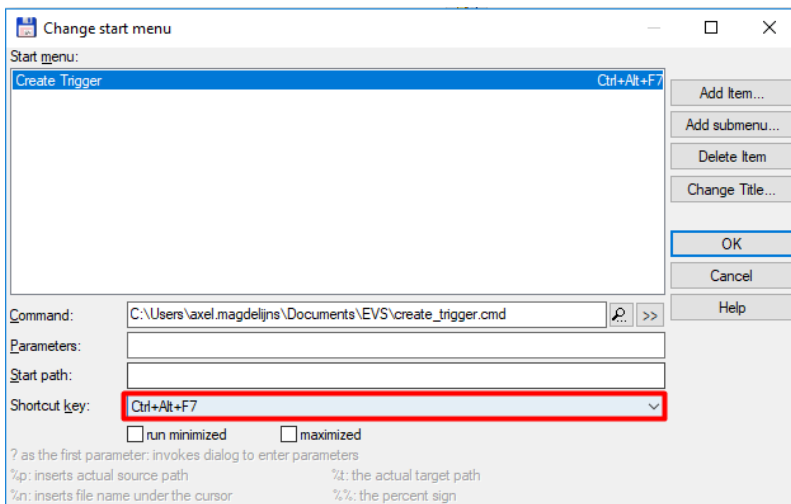 Change start menu
Start menu:
Create Trigger Ctrl+Alt+F7
Add Item...
Add submenu...
Delete Item
Change Title...
OK
Cancel
Help
Command: C:\Users\axel.magdelijns\Documents\EVS\create_trigger.cmd >>
Parameters:
Start path:
Shortcut key: Ctrl+Alt+F7
run minimized maximized
? as the first parameter: invokes dialog to enter parameters
%p: inserts actual source path %t: the actual target path
%n: inserts file name under the cursor %%: the percent sign